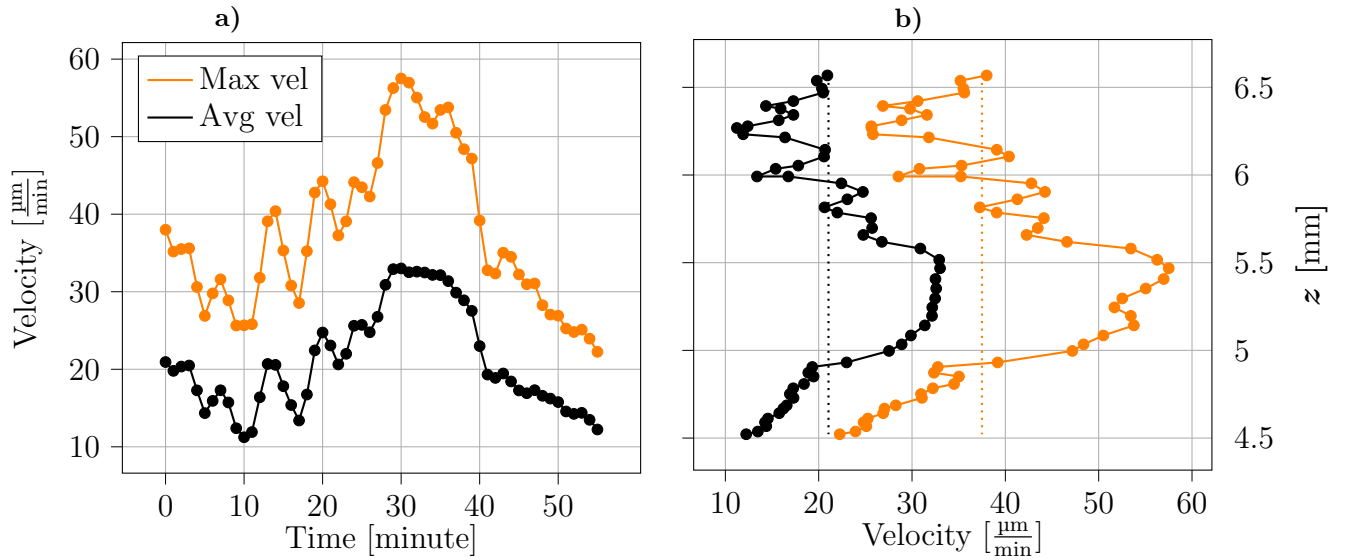 a)
60
50
40
30
20
10
Velocity [µm/min]
Max vel
Avg vel
0 10 20 30 40 50
Time [minute]
b)
6.5
6
5.5
5
4.5
z [mm]
10 20 30 40 50 60
Velocity [µm/min]